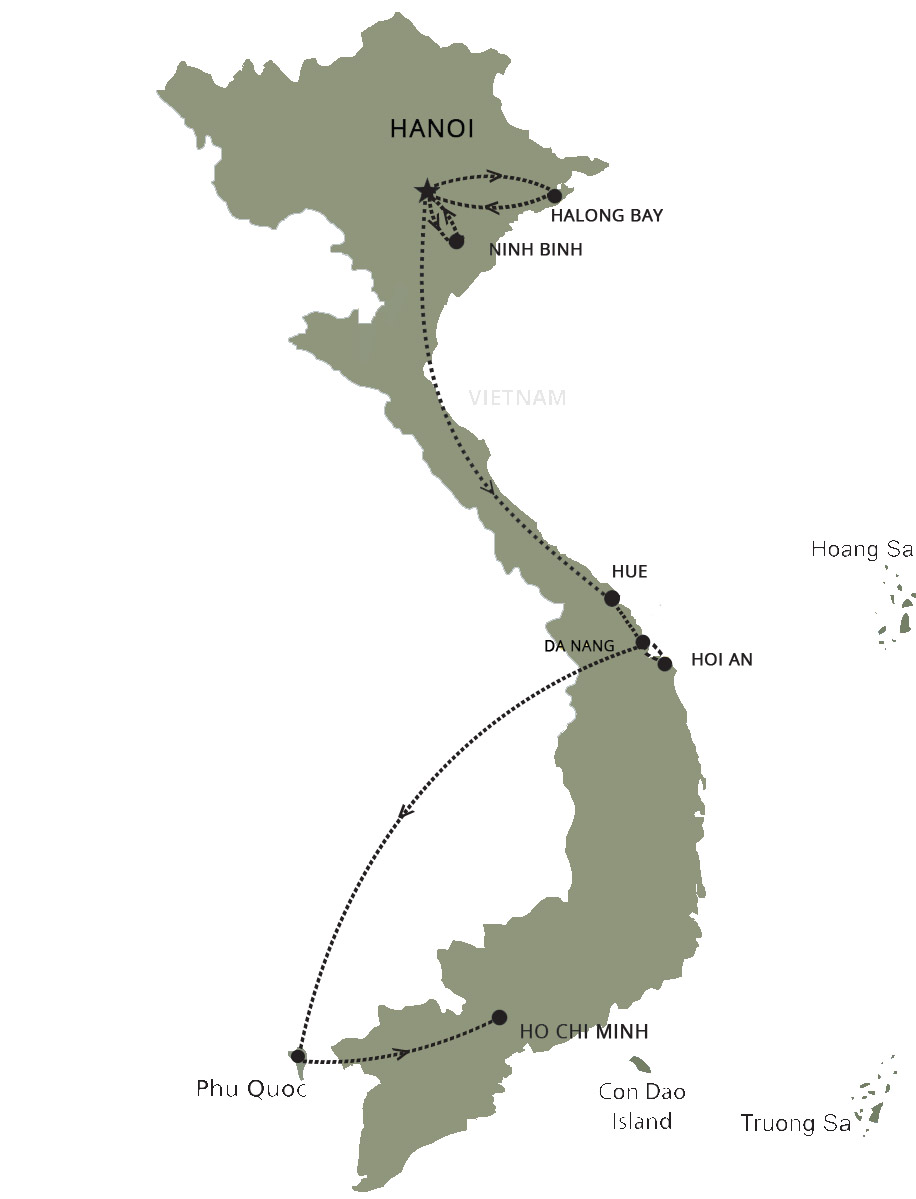 HANOI
HALONG BAY
NINH BINH
VIETNAM
Hoang Sa
HUE
DA NANG
HOI AN
HO CHI MINH
Phu Quoc
Con Dao
Island
Truong Sa